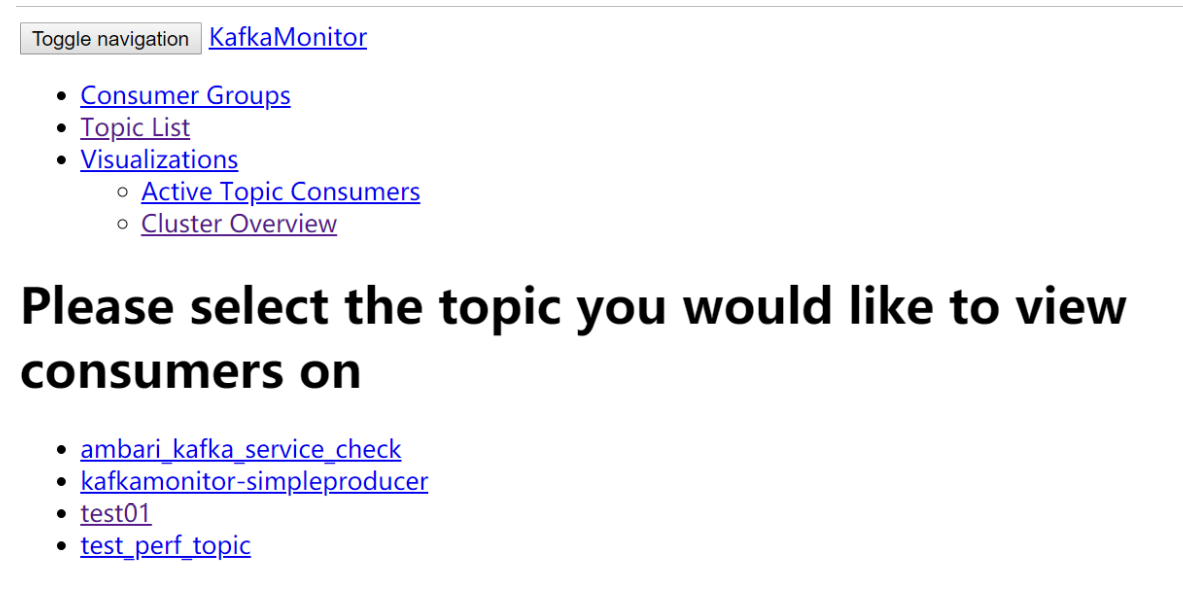 Toggle navigation KafkaMonitor
Consumer Groups
Topic List
Visualizations
Active Topic Consumers
Cluster Overview
Please select the topic you would like to view
consumers on
ambari_kafka_service_check
kafkamonitor-simpleproducer
test01
test_perf_topic